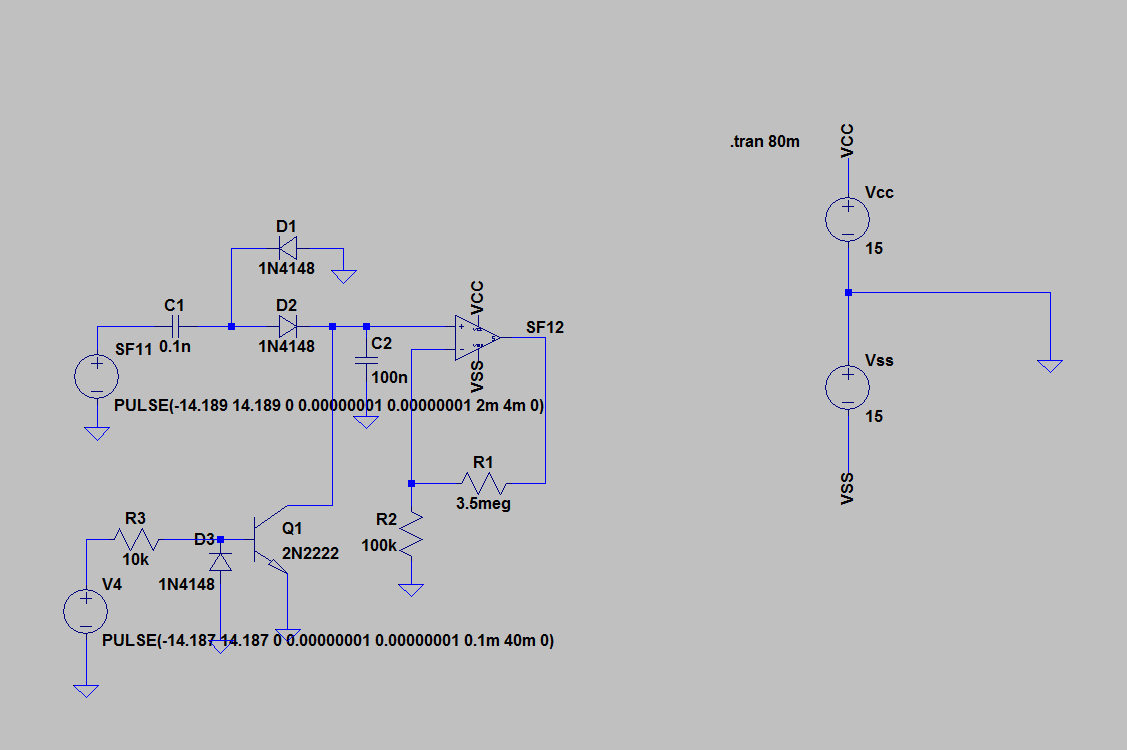 .tran 80m
VCC
Vcc
15
Vss
15
VSS
D1
1N4148
C1
0.1n
D2
1N4148
SF11
C2
100n
VCC
VSS
SF12
PULSE(-14.189 14.189 0 0.00000001 0.00000001 2m 4m 0)
R1
3.5meg
R2
100k
R3
10k
D3
1N4148
Q1
2N2222
V4
PULSE(-14.187 14.187 0 0.00000001 0.00000001 0.1m 40m 0)